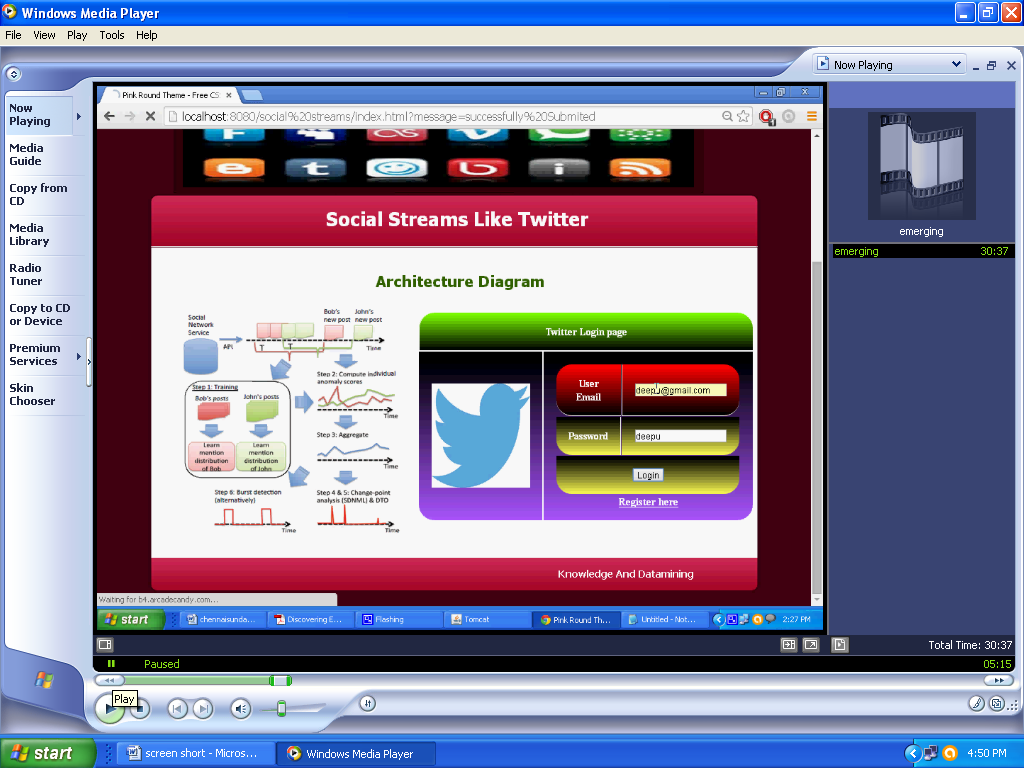 Windows Media Player
File View Play Tools Help
Now Playing
Now
Playing
Media
Guide
Copy from
CD
Media
Library
Radio
Tuner
Copy to CD
or Device
Premium
Services
Skin
Chooser
Pink Round Theme - Free CS
localhost:8080/social%20streams/index.html?message=successfully%20Submited
Social Streams Like Twitter
Architecture Diagram
Social
Network
Service
API
Bob's
new post
John's
new post
Time
T
T
Step 1: Training
Bob's posts
John's posts
Learn
mention
distribution
of Bob
Learn
mention
distribution
of John
Step 2: Compute individual
anomaly scores
Time
Step 3: Aggregate
Time
Step 4 & 5: Change-point
analysis (SDNML) & DTO
Time
Step 6: Burst detection
(alternatively)
Time
Twitter Login page
User
Email
deepu@gmail.com
Password
deepu
Login
Register here
Knowledge And Datamining
Waiting for b4.arcadecandy.com...
start
chennaisunda...
Discovering E...
Flashing
Tomcat
Pink Round Th...
Untitled - Not...
2:27 PM
emerging
emerging 30:37
Total Time: 30:37
Paused
05:15
Play
start
screen short - Micros...
Windows Media Player
4:50 PM